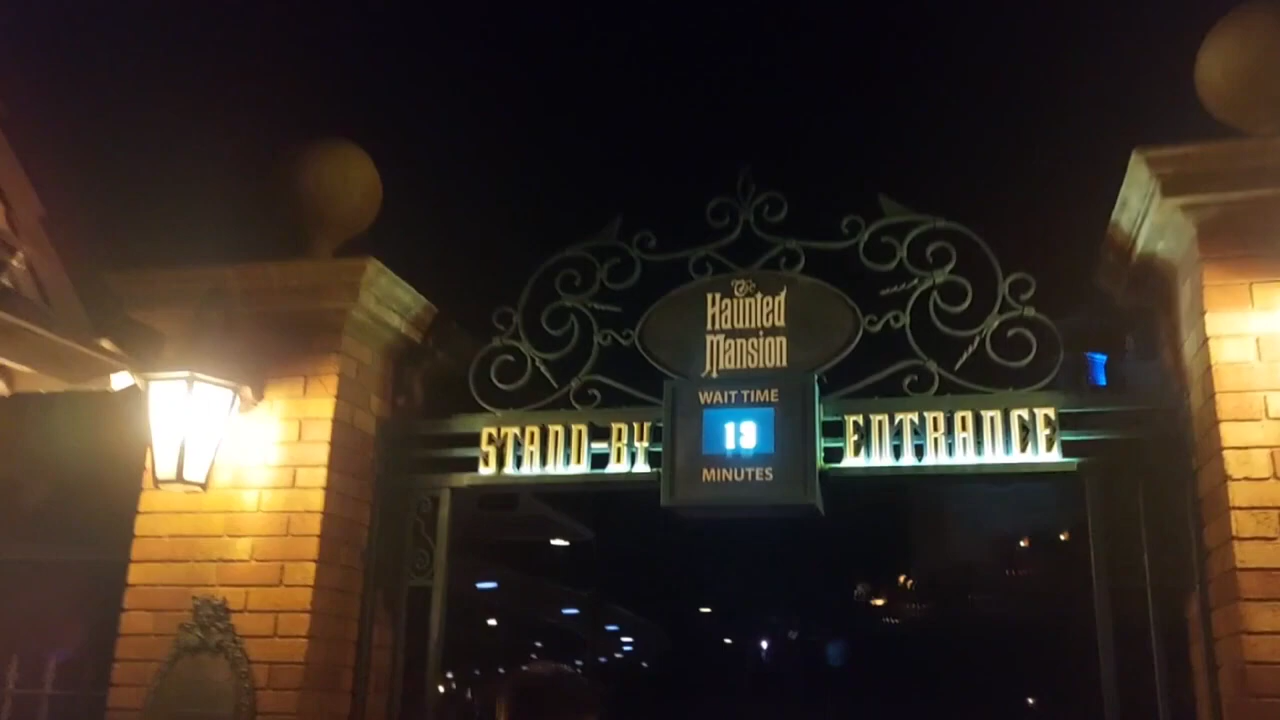 The
Haunted
Mansion
WAIT TIME
13
MINUTES
STAND-BY
ENTRANCE